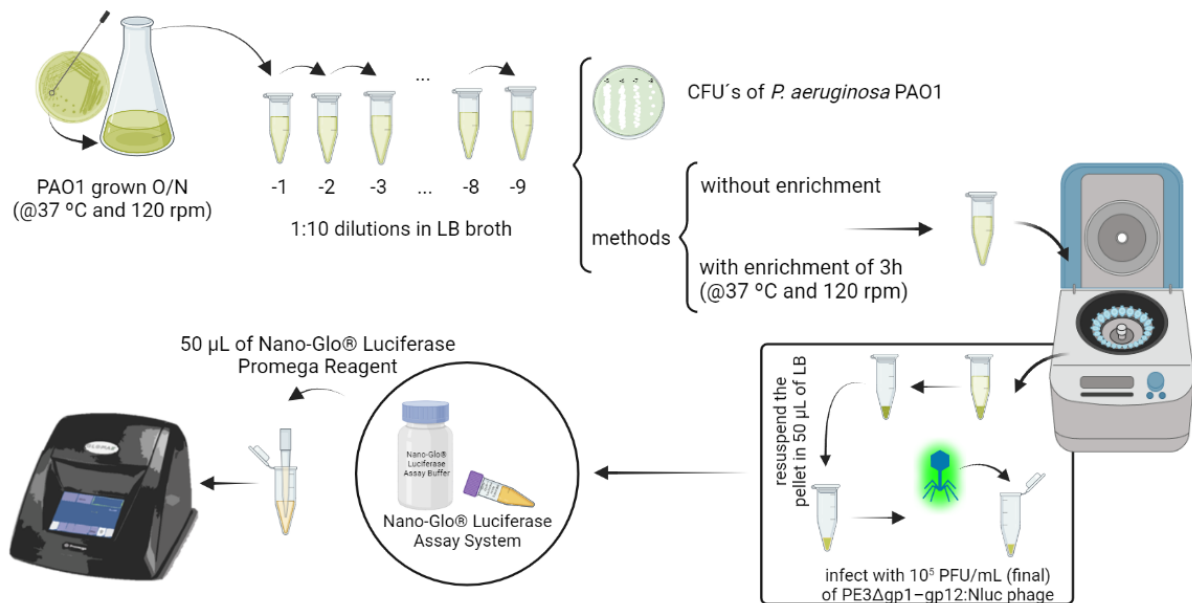 PAO1 grown O/N
(@37 ºC and 120 rpm)
-1 -2 -3 ... -8 -9
...
1:10 dilutions in LB broth
CFU´s of P. aeruginosa PAO1
methods
without enrichment
with enrichment of 3h
(@37 ºC and 120 rpm)
resuspend the
pellet in 50 µL of LB
infect with 10⁵ PFU/mL (final)
of PE3Δgp1–gp12:Nluc phage
50 µL of Nano-Glo® Luciferase
Promega Reagent
Nano-Glo®
Luciferase
Assay Buffer
Nano-Glo® Luciferase
Assay System